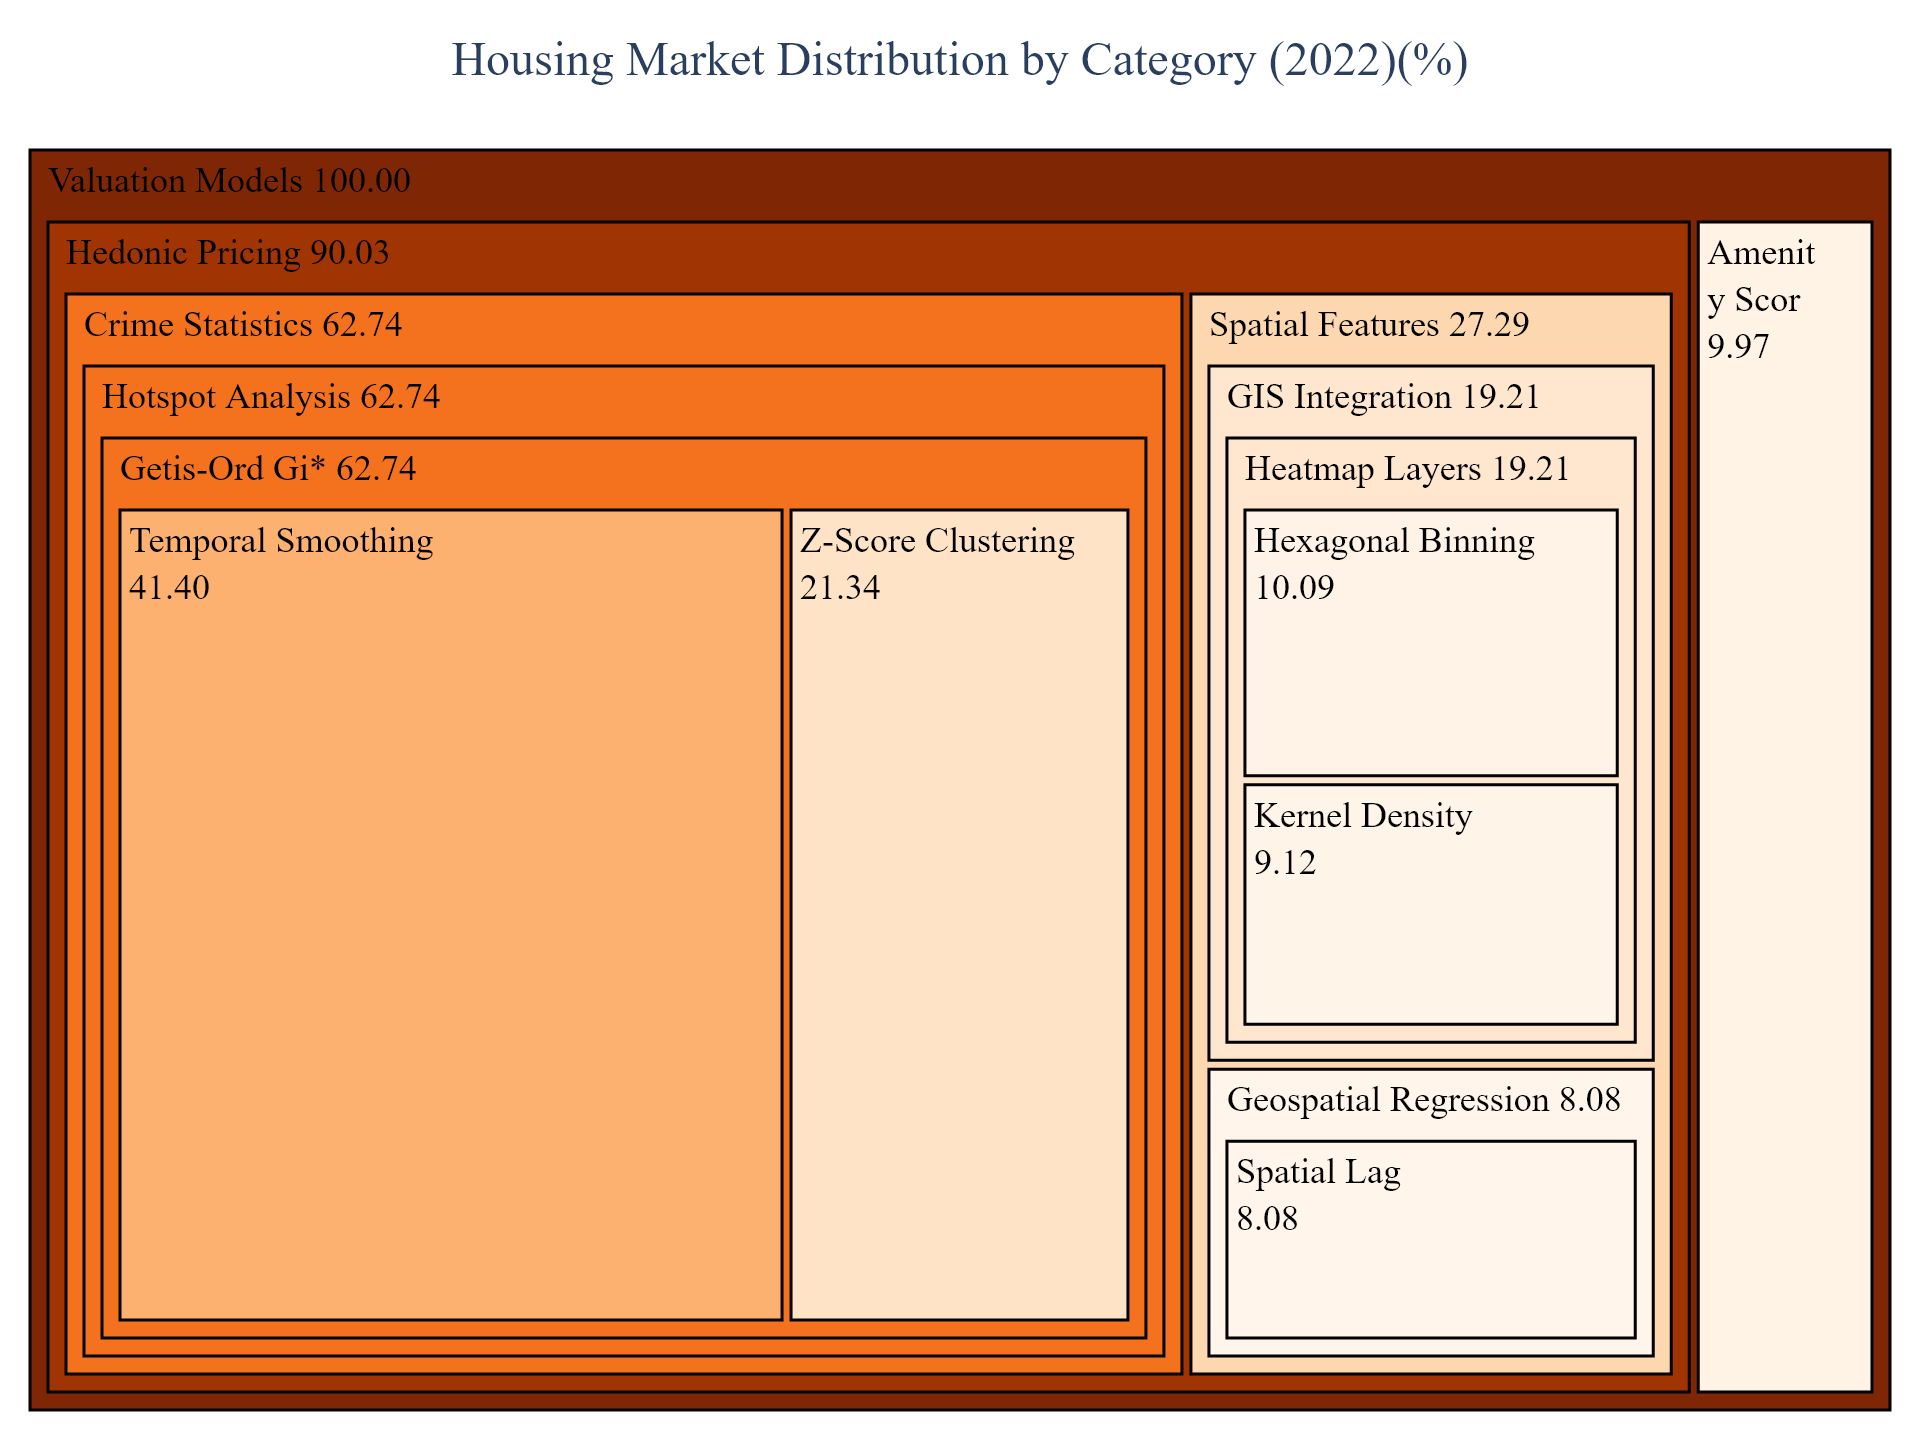 Housing Market Distribution by Category (2022)(%)
Valuation Models 100.00
Hedonic Pricing 90.03
Crime Statistics 62.74
Hotspot Analysis 62.74
Getis-Ord Gi* 62.74
Temporal Smoothing
41.40
Z-Score Clustering
21.34
Spatial Features 27.29
GIS Integration 19.21
Heatmap Layers 19.21
Hexagonal Binning
10.09
Kernel Density
9.12
Geospatial Regression 8.08
Spatial Lag
8.08
Amenit
y Scor
9.97